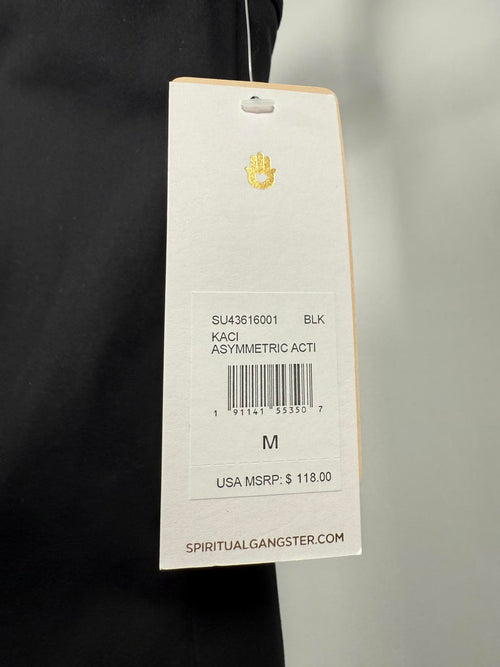 SU43616001 BLK
KACI
ASYMMETRIC ACTI
1 91141 55350 7
M
USA MSRP: $ 118.00
SPIRITUALGANGSTER.COM